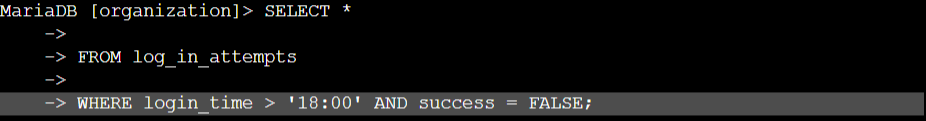 MariaDB [organization]> SELECT *
    ->
    -> FROM log_in_attempts
    ->
    -> WHERE login_time > '18:00' AND success = FALSE;